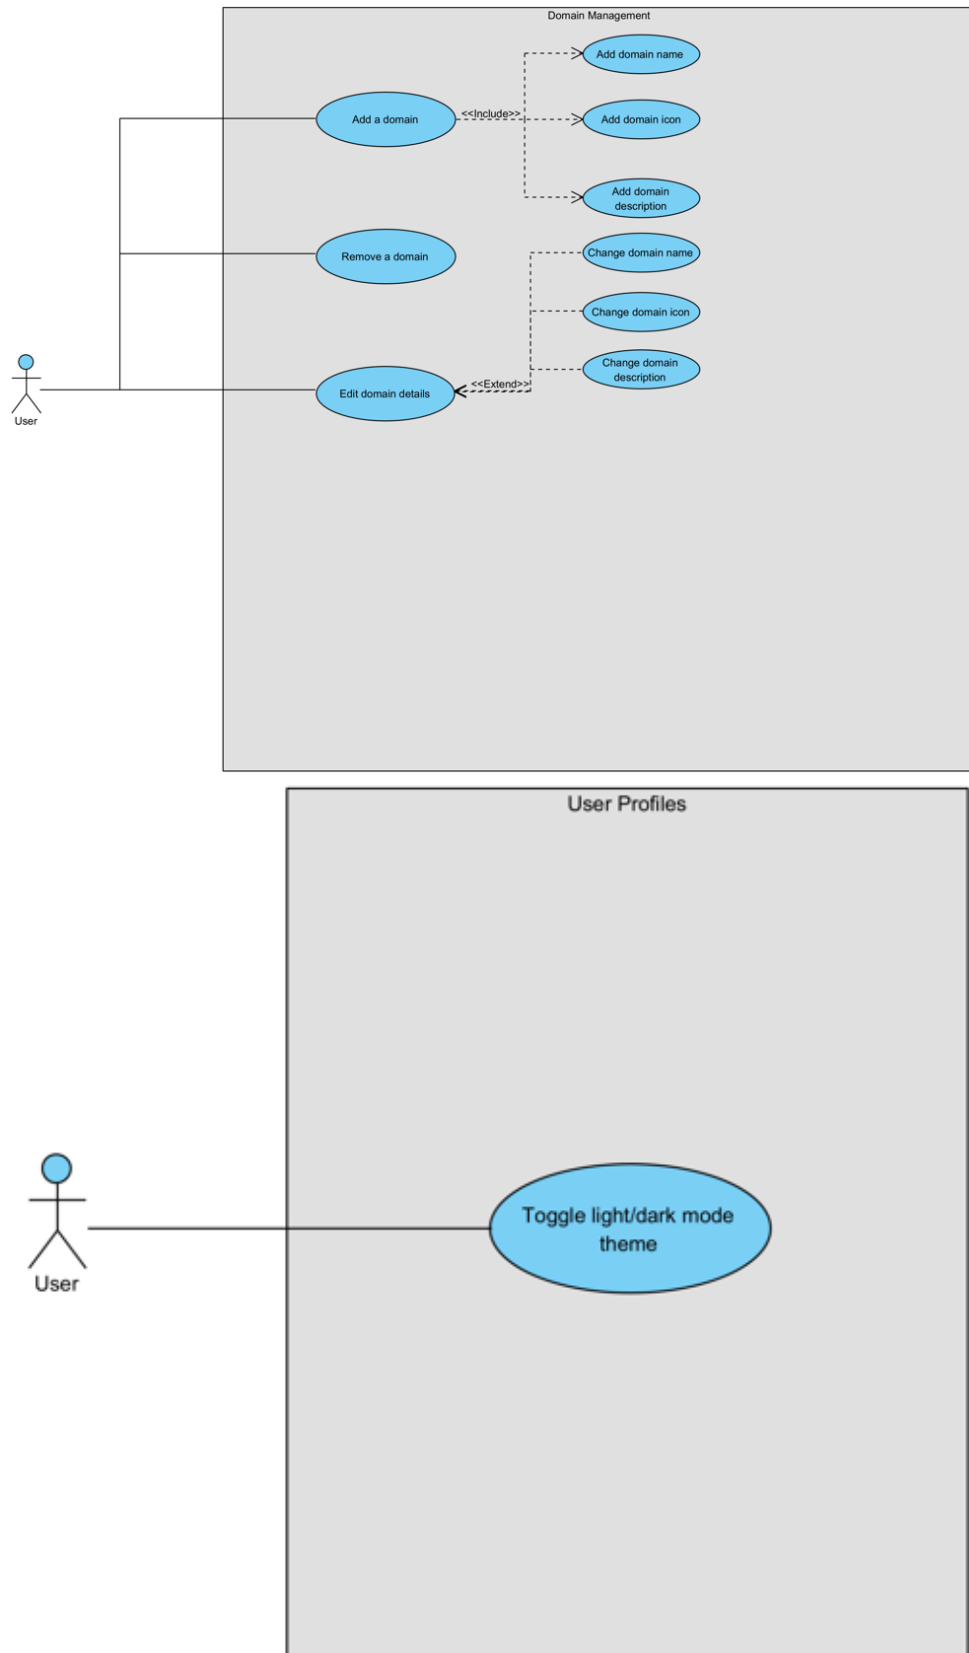 Domain Management
Add domain name
Add a domain
<<Include>>
Add domain icon
Add domain
description
Remove a domain
Change domain name
Change domain icon
Change domain
description
Edit domain details
<<Extend>>
User
User Profiles
Toggle light/dark mode
theme
User